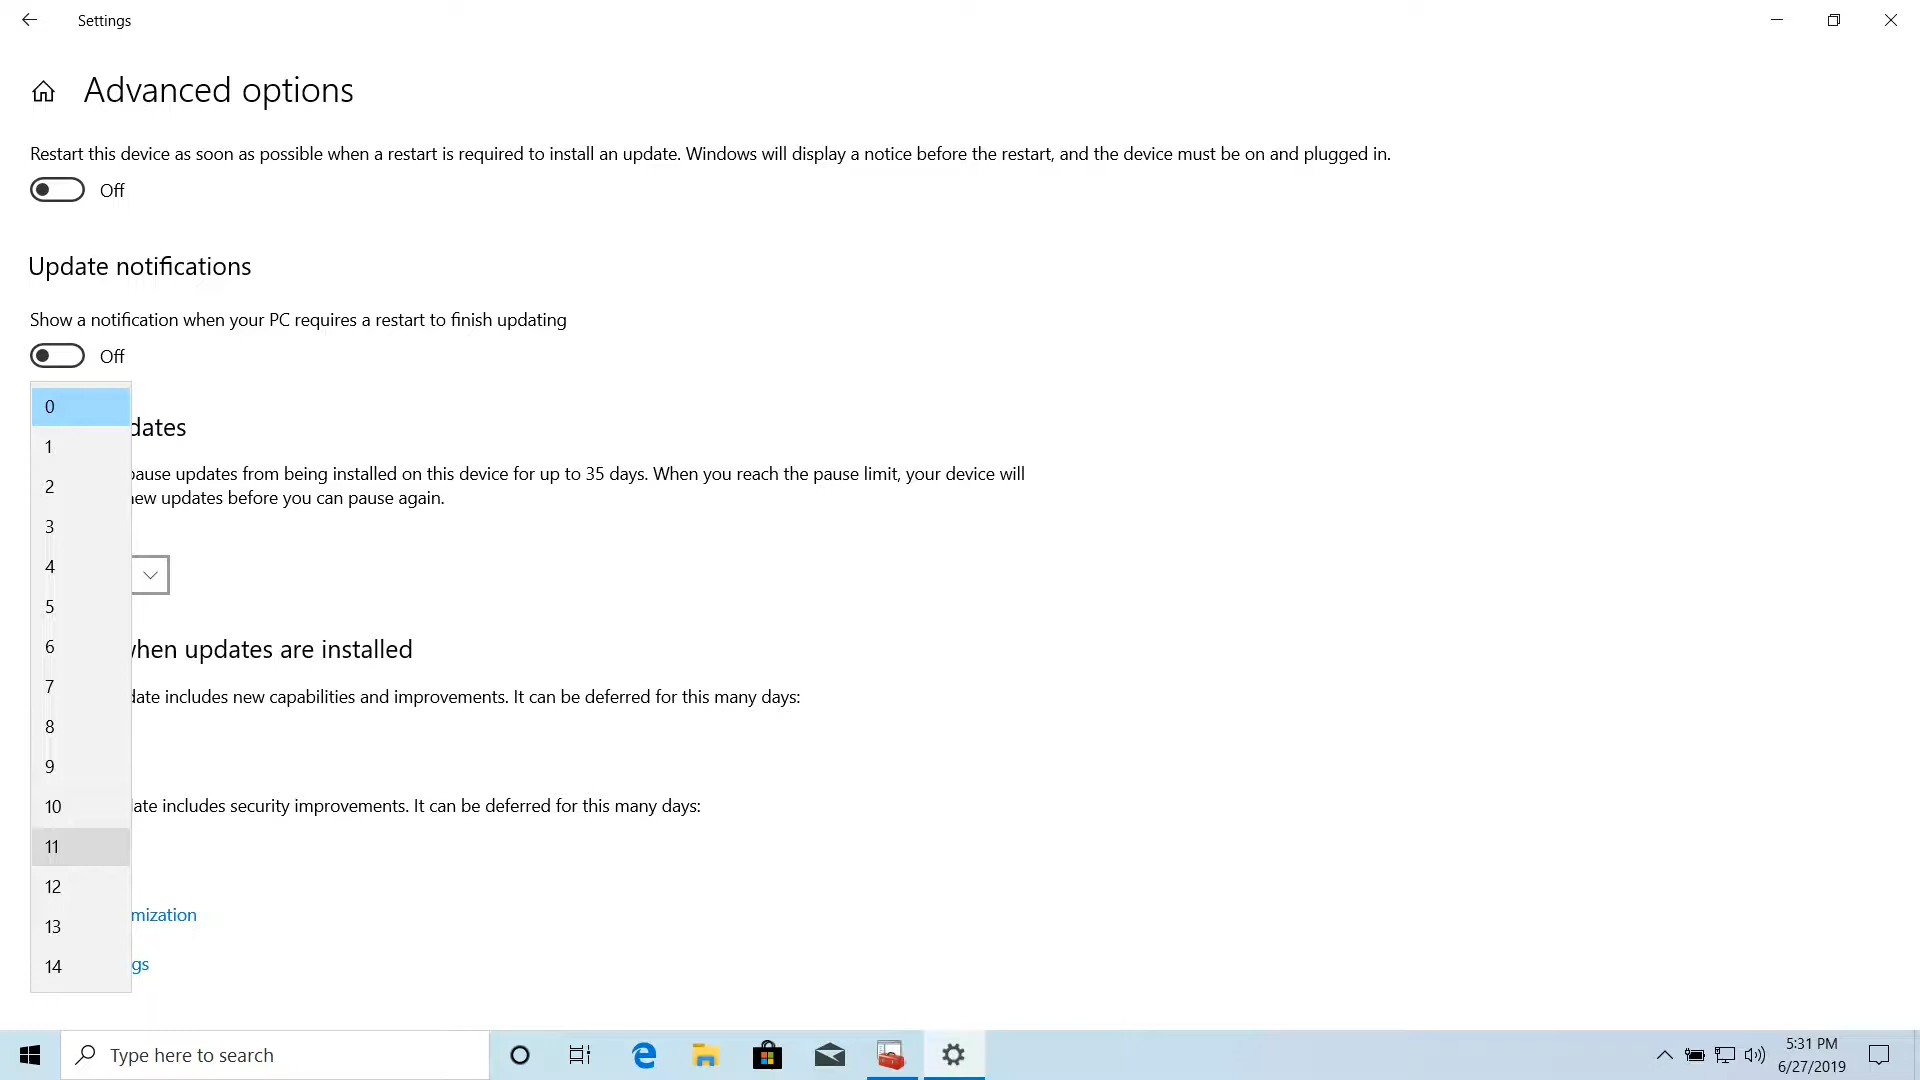 Settings
Advanced options
Restart this device as soon as possible when a restart is required to install an update. Windows will display a notice before the restart, and the device must be on and plugged in.
Off
Update notifications
Show a notification when your PC requires a restart to finish updating
Off
0
dates
1
pause updates from being installed on this device for up to 35 days. When you reach the pause limit, your device will
2
new updates before you can pause again.
3
4
5
6
when updates are installed
7
date includes new capabilities and improvements. It can be deferred for this many days:
8
9
10
ate includes security improvements. It can be deferred for this many days:
11
12
mization
13
14
gs
Type here to search
5:31 PM
6/27/2019